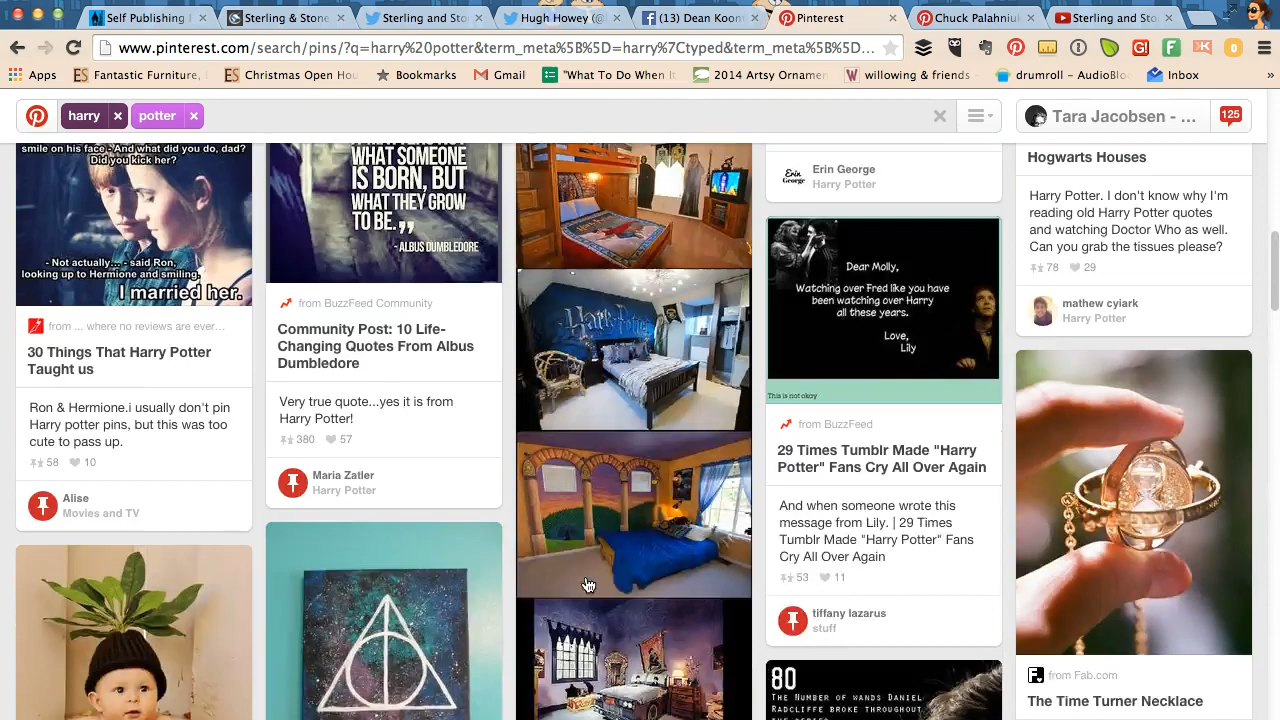 Self Publishing
Sterling & Stone
Sterling and Sto
Hugh Howey (@
(13) Dean Koon
Pinterest
Chuck Palahniu
Sterling and Sto
www.pinterest.com/search/pins/?q=harry%20potter&term_meta%5B%5D=harry%7Ctyped&term_meta%5B%5D...
Apps
ES Fantastic Furniture,
ES Christmas Open Hou
Bookmarks
Gmail
"What To Do When I
2014 Artsy Ornamen
W willowing & friends
drumroll – AudioBlo
Inbox
»
harry ×
potter ×
Tara Jacobsen - ...
125
smile on his face - And what did you do, dad?
Did you kick her?
- Not actually... - said Ron,
looking up to Hermione and smiling.
I married her.
from ... where no reviews are ever...
30 Things That Harry Potter
Taught us
Ron & Hermione.i usually don't pin
Harry potter pins, but this was too
cute to pass up.
58 10
Alise
Movies and TV
WHAT SOMEONE
IS BORN, BUT
WHAT THEY GROW
TO BE.”
- ALBUS DUMBLEDORE
from BuzzFeed Community
Community Post: 10 Life-
Changing Quotes From Albus
Dumbledore
Very true quote...yes it is from
Harry Potter!
380 57
Maria Zatler
Harry Potter
Harry Potter
Erin
George
Erin George
Harry Potter
Dear Molly,
Watching over Fred like you have
been watching over Harry
all these years.
Love,
Lily
This is not okay
from BuzzFeed
29 Times Tumblr Made "Harry
Potter" Fans Cry All Over Again
And when someone wrote this
message from Lily. | 29 Times
Tumblr Made "Harry Potter" Fans
Cry All Over Again
53 11
tiffany lazarus
stuff
80
THE NUMBER OF WANDS DANIEL
RADCLIFFE BROKE THROUGHOUT
Hogwarts Houses
Harry Potter. I don't know why I'm
reading old Harry Potter quotes
and watching Doctor Who as well.
Can you grab the tissues please?
78 29
mathew cyiark
Harry Potter
from Fab.com
The Time Turner Necklace